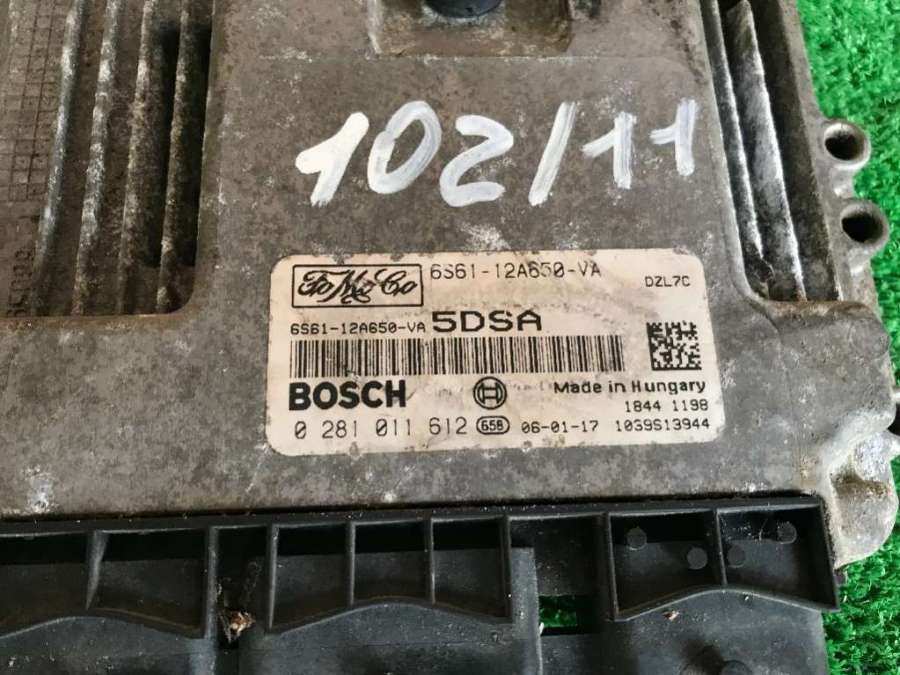 102/11
FoMoCo 6S61-12A650-VA
DZL7C
6S61-12A650-VA 5DSA
BOSCH Made in Hungary
1844 1198
0 281 011 612 658 06-01-17 1039S13944